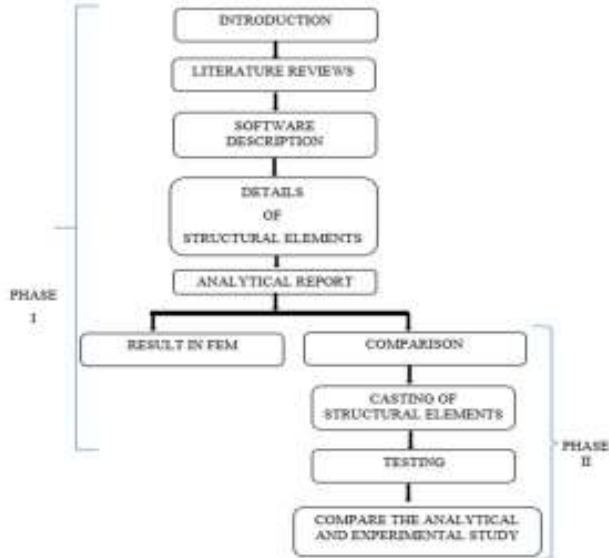 INTRODUCTION
LITERATURE REVIEWS
SOFTWARE
DESCRIPTION
DETAILS
OF
STRUCTURAL ELEMENTS
ANALYTICAL REPORT
PHASE
I
RESULT IN FEM
COMPARISON
CASTING OF
STRUCTURAL ELEMENTS
PHASE
II
TESTING
COMPARE THE ANALYTICAL
AND EXPERIMENTAL STUDY